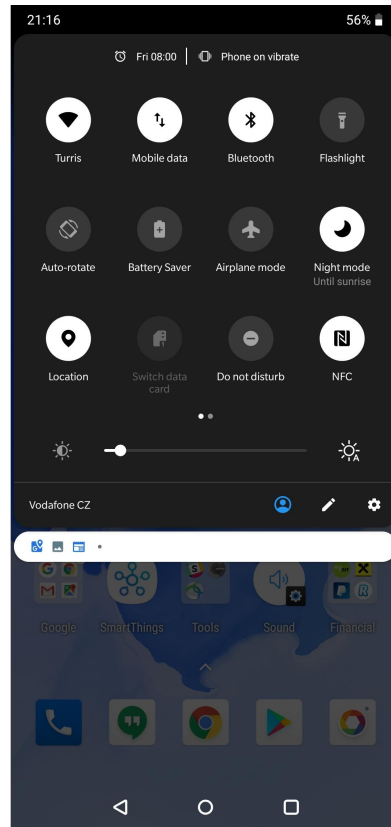 21:16
56%
Fri 08:00
Phone on vibrate
Turris
Mobile data
Bluetooth
Flashlight
Auto-rotate
Battery Saver
Airplane mode
Night mode
Until sunrise
Location
Switch data
card
Do not disturb
NFC
Vodafone CZ
Google
SmartThings
Tools
Sound
Financial